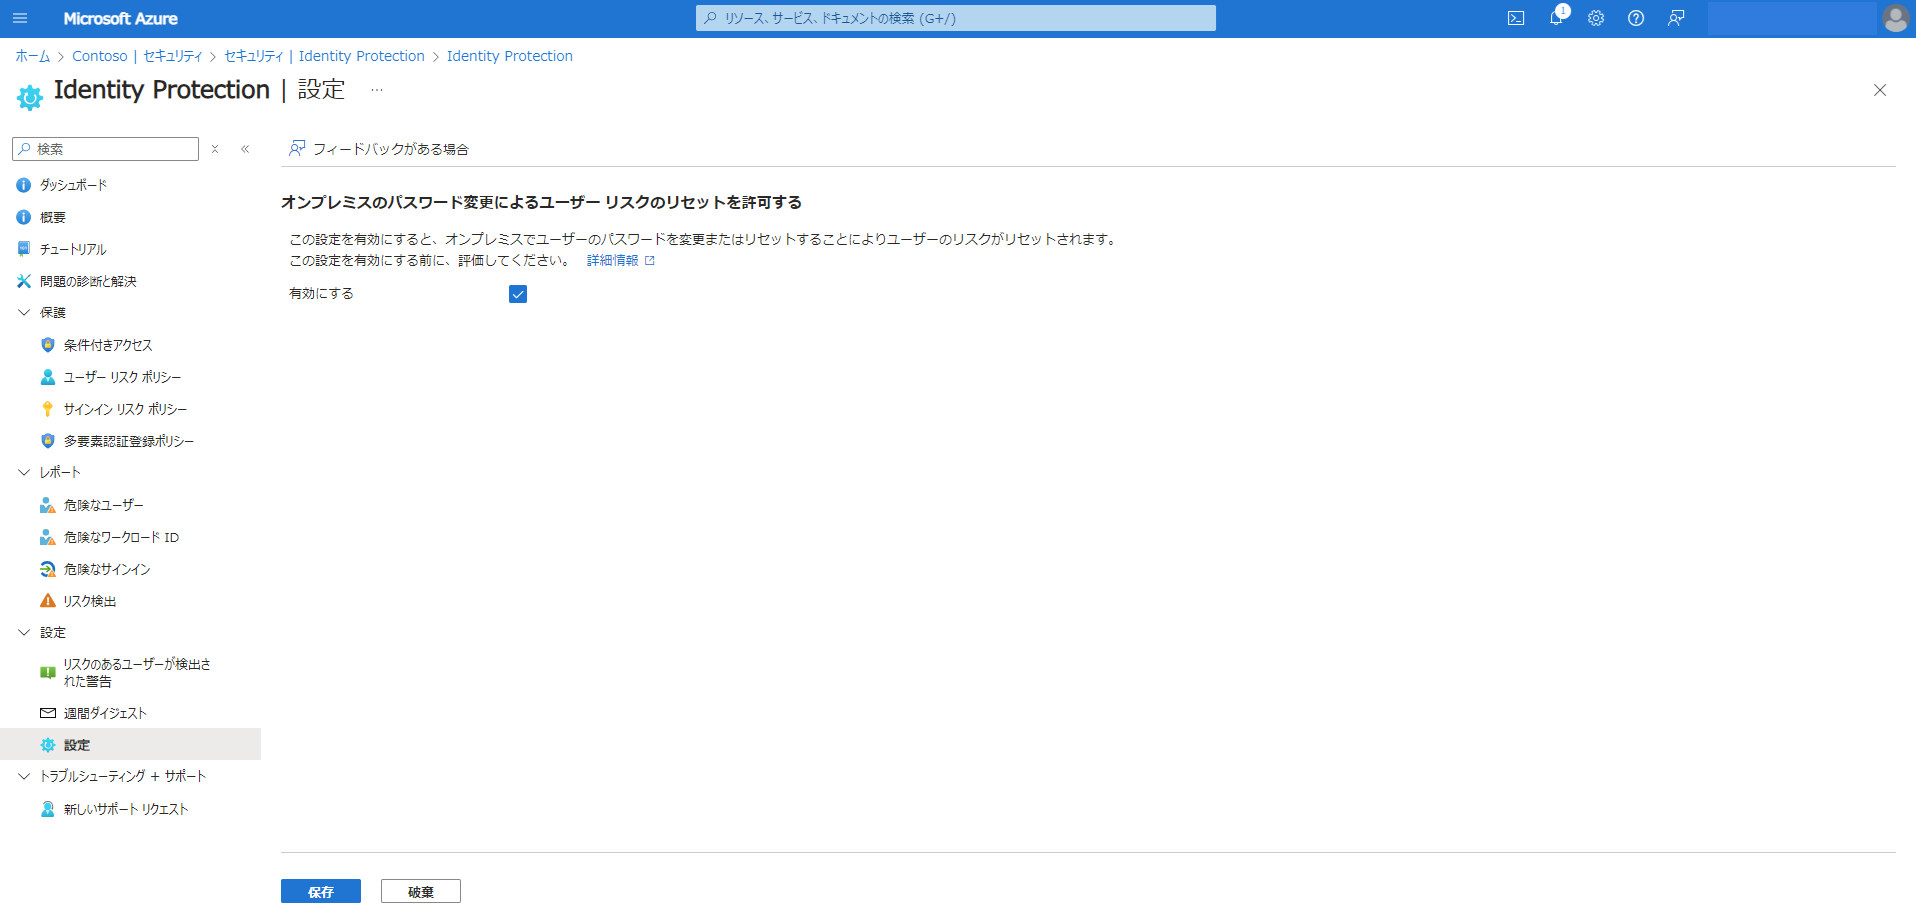 Microsoft Azure
リソース、サービス、ドキュメントの検索 (G+/)
1
ホーム > Contoso | セキュリティ > セキュリティ | Identity Protection > Identity Protection
Identity Protection | 設定 …
検索
フィードバックがある場合
ダッシュボード
概要
チュートリアル
問題の診断と解決
保護
条件付きアクセス
ユーザー リスク ポリシー
サインイン リスク ポリシー
多要素認証登録ポリシー
レポート
危険なユーザー
危険なワークロード ID
危険なサインイン
リスク検出
設定
リスクのあるユーザーが検出さ
れた警告
週間ダイジェスト
設定
トラブルシューティング + サポート
新しいサポート リクエスト
オンプレミスのパスワード変更によるユーザー リスクのリセットを許可する
この設定を有効にすると、オンプレミスでユーザーのパスワードを変更またはリセットすることによりユーザーのリスクがリセットされます。
この設定を有効にする前に、評価してください。 詳細情報
有効にする
保存
破棄